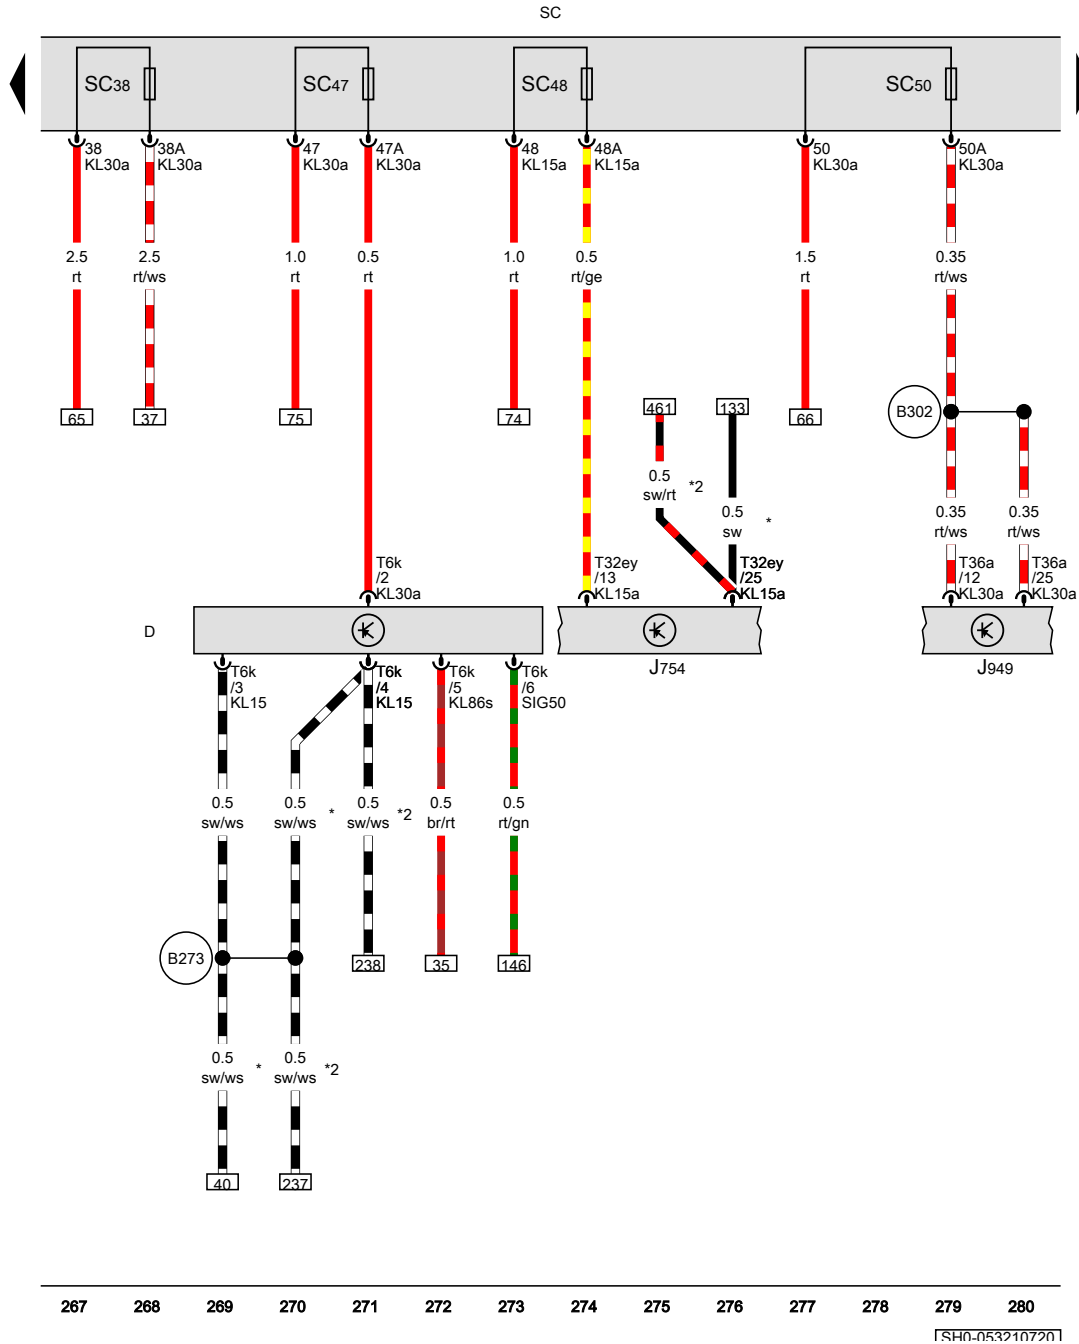 SC
SC38
SC47
SC48
SC50
38
KL30a
38A
KL30a
47
KL30a
47A
KL30a
48
KL15a
48A
KL15a
50
KL30a
50A
KL30a
2.5
rt
2.5
rt/ws
1.0
rt
0.5
rt
1.0
rt
0.5
rt/ge
1.5
rt
0.35
rt/ws
65
37
75
74
461
133
66
B302
0.5
sw/rt
*2
0.5
sw
*
0.35
rt/ws
0.35
rt/ws
T6k
/2
KL30a
T32ey
/13
KL15a
T32ey
/25
KL15a
T36a
/12
KL30a
T36a
/25
KL30a
D
J754
J949
T6k
/3
KL15
T6k
/4
KL15
T6k
/5
KL86s
T6k
/6
SIG50
0.5
sw/ws
0.5
sw/ws
*
0.5
sw/ws
*2
0.5
br/rt
0.5
rt/gn
B273
238
35
146
0.5
sw/ws
*
0.5
sw/ws
*2
40
237
267 268 269 270 271 272 273 274 275 276 277 278 279 280
SH0-053210720